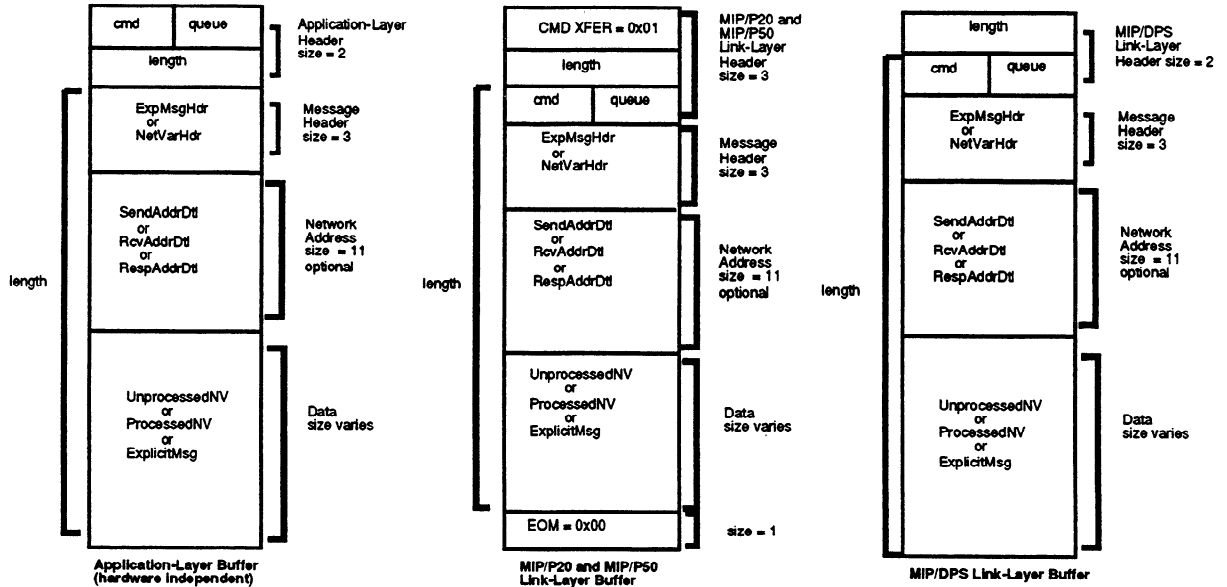 cmd
queue
length
ExpMsgHdr
or
NetVarHdr
SendAddrDtl
or
RcvAddrDtl
or
RespAddrDtl
UnprocessedNV
or
ProcessedNV
or
ExplicitMsg
length
Application-Layer
Header
size = 2
Message
Header
size = 3
Network
Address
size = 11
optional
Data
size varies
Application-Layer Buffer
(hardware independent)
CMD XFER = 0x01
length
cmd
queue
ExpMsgHdr
or
NetVarHdr
SendAddrDtl
or
RcvAddrDtl
or
RespAddrDtl
UnprocessedNV
or
ProcessedNV
or
ExplicitMsg
EOM = 0x00
length
MIP/P20 and
MIP/P50
Link-Layer
Header
size = 3
Message
Header
size = 3
Network
Address
size = 11
optional
Data
size varies
size = 1
MIP/P20 and MIP/P50
Link-Layer Buffer
length
cmd
queue
ExpMsgHdr
or
NetVarHdr
SendAddrDtl
or
RcvAddrDtl
or
RespAddrDtl
UnprocessedNV
or
ProcessedNV
or
ExplicitMsg
length
MIP/DPS
Link-Layer
Header size = 2
Message
Header
size = 3
Network
Address
size = 11
optional
Data
size varies
MIP/DPS Link-Layer Buffer